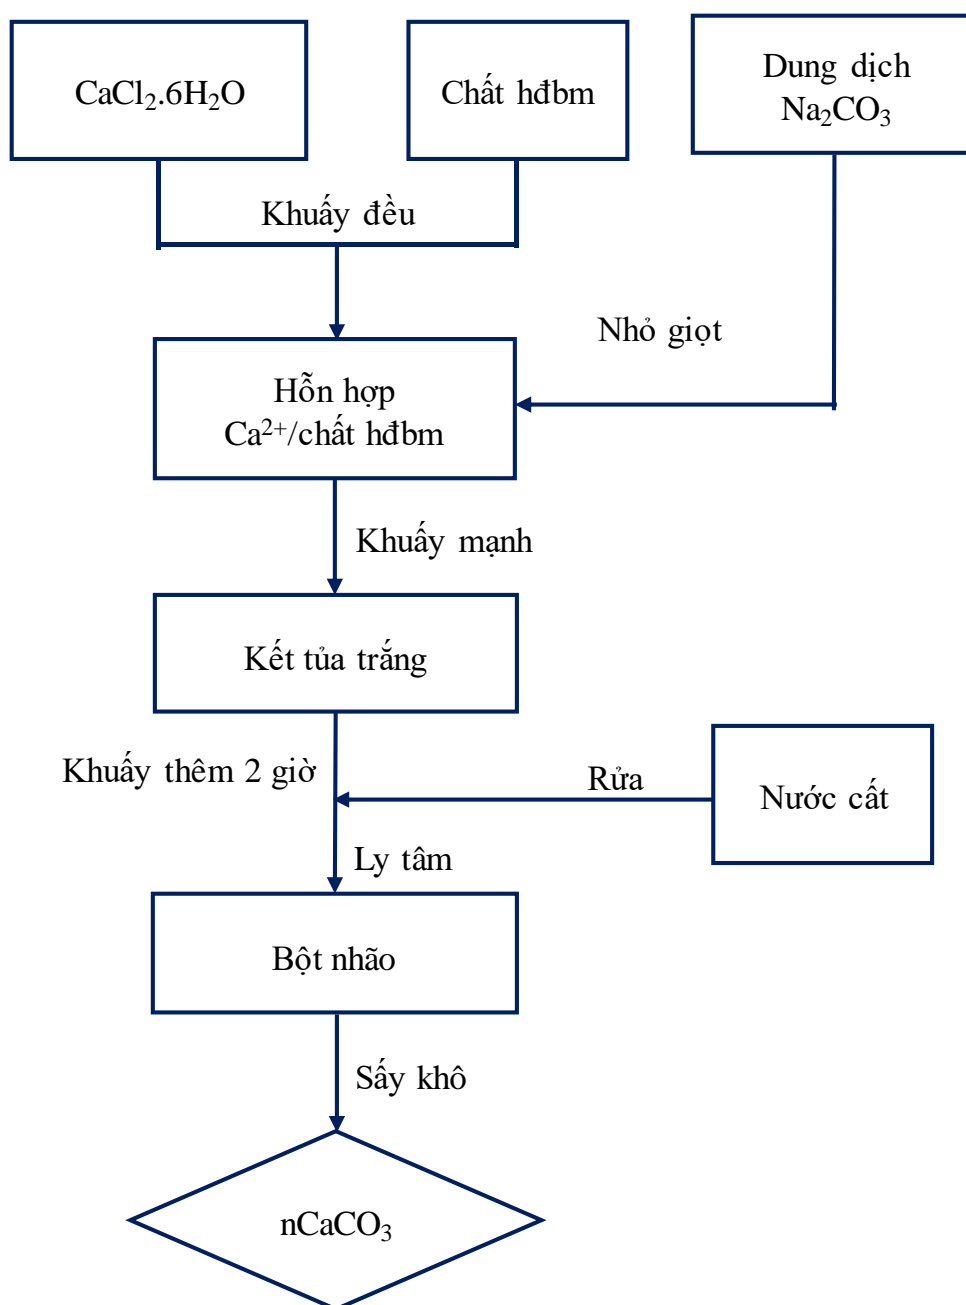 CaCl₂.6H₂O
Chất hđbm
Dung dịch
Na₂CO₃
Khuấy đều
Nhỏ giọt
Hỗn hợp
Ca²⁺/chất hđbm
Khuấy mạnh
Kết tủa trắng
Khuấy thêm 2 giờ
Rửa
Nước cất
Ly tâm
Bột nhão
Sấy khô
nCaCO₃